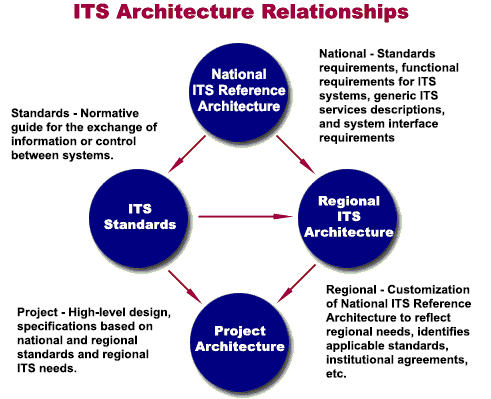 ITS Architecture Relationships
National
ITS Reference
Architecture
National - Standards
requirements, functional
requirements for ITS
systems, generic ITS
services descriptions,
and system interface
requirements
Standards - Normative
guide for the exchange of
information or control
between systems.
ITS
Standards
Regional
ITS
Architecture
Project - High-level design,
specifications based on
national and regional
standards and regional
ITS needs.
Project
Architecture
Regional - Customization
of National ITS Reference
Architecture to reflect
regional needs, identifies
applicable standards,
institutional agreements,
etc.